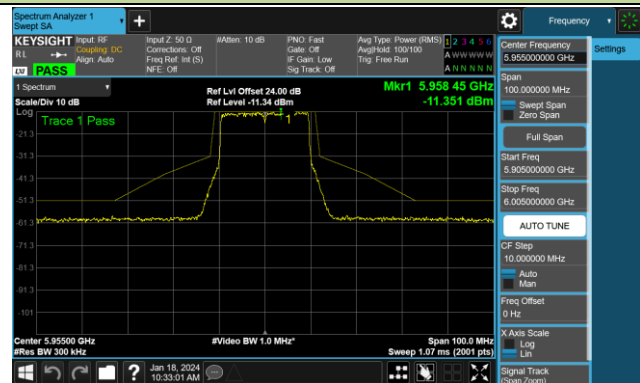 Spectrum Analyzer 1
Swept SA
Frequency
KEYSIGHT
Input: RF
Coupling: DC
Align: Auto
Input Z: 50 Ω
Corrections: Off
Freq Ref: Int (S)
NFE: Off
#Atten: 10 dB
PNO: Fast
Gate: Off
IF Gain: Low
Sig Track: Off
Avg Type: Power (RMS)
Avg|Hold: 100/100
Trig: Free Run
1 2 3 4 5 6
A W W W W W
A N N N N N
RL
LXI
PASS
1 Spectrum
Scale/Div 10 dB
Ref Lvl Offset 24.00 dB
Ref Level -11.34 dBm
Mkr1 5.958 45 GHz
-11.351 dBm
Log
Trace 1 Pass
1
-21.3
-31.3
-41.3
-51.3
-61.3
-71.3
-81.3
-91.3
-101
Center 5.95500 GHz
#Res BW 300 kHz
#Video BW 1.0 MHz*
Span 100.0 MHz
Sweep 1.07 ms (2001 pts)
Jan 18, 2024
10:33:01 AM
Center Frequency
5.955000000 GHz
Settings
Span
100.000000 MHz
Swept Span
Zero Span
Full Span
Start Freq
5.905000000 GHz
Stop Freq
6.005000000 GHz
AUTO TUNE
CF Step
10.000000 MHz
Auto
Man
Freq Offset
0 Hz
X Axis Scale
Log
Lin
Signal Track
(Span Zoom)